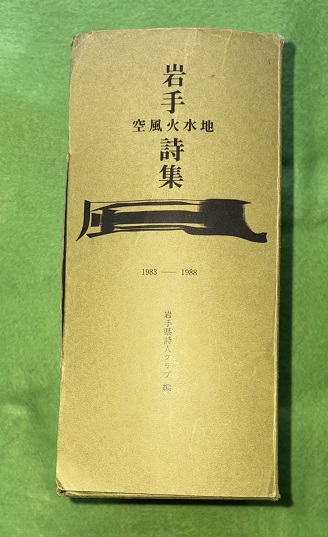 岩手
空風火水地
詩集
1983 — 1988
岩手県詩人クラブ 編